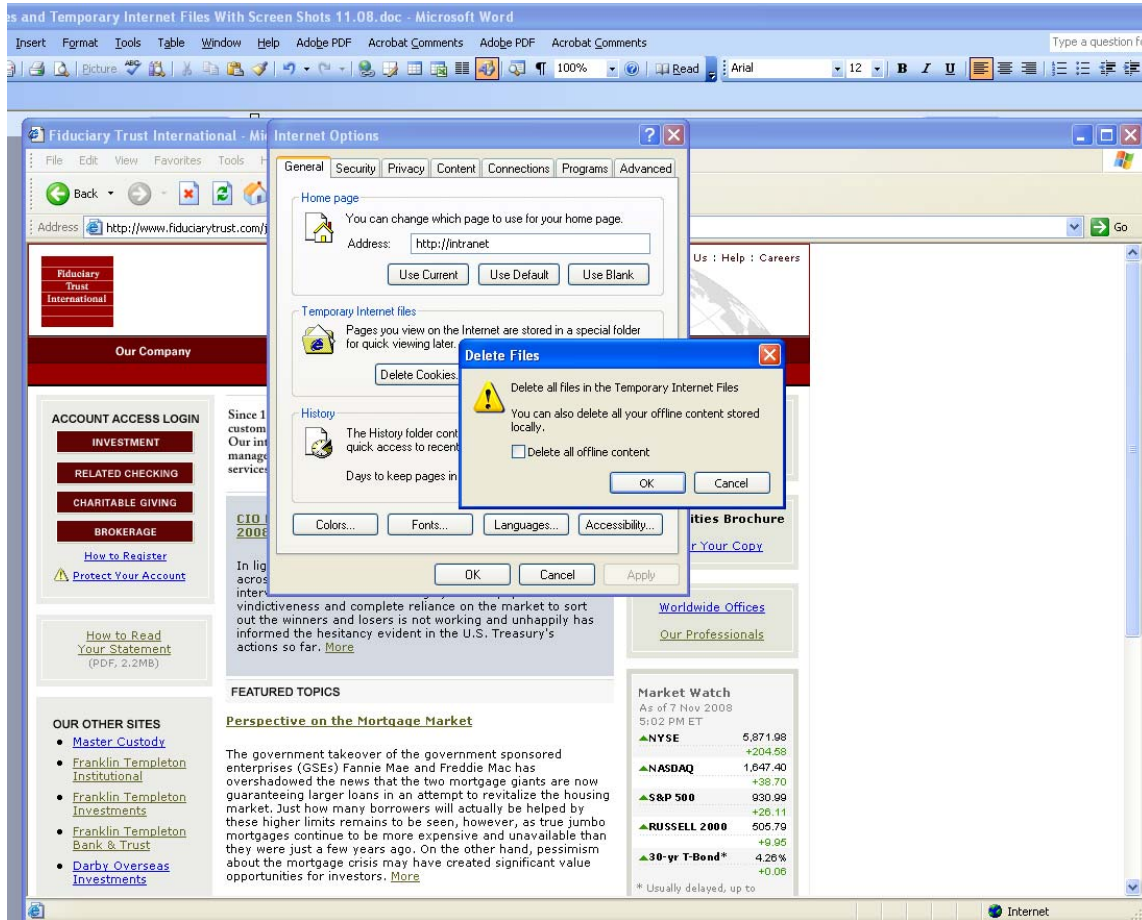 es and Temporary Internet Files With Screen Shots 11.08.doc - Microsoft Word
Insert Format Tools Table Window Help Adobe PDF Acrobat Comments Adobe PDF Acrobat Comments
Type a question f
Picture 100% Read Arial 12 B I U
Fiduciary Trust International - Mi
File Edit View Favorites Tools H
Back
Address http://www.fiduciarytrust.com/j
Go
Internet Options
General Security Privacy Content Connections Programs Advanced
Home page
You can change which page to use for your home page.
Address: http://intranet
Use Current Use Default Use Blank
Temporary Internet files
Pages you view on the Internet are stored in a special folder
for quick viewing later.
Delete Cookies.
History
The History folder cont
quick access to recent
Days to keep pages in
Colors... Fonts... Languages... Accessibility...
OK Cancel Apply
Delete Files
Delete all files in the Temporary Internet Files
You can also delete all your offline content stored
locally.
Delete all offline content
OK Cancel
Us : Help : Careers
Fiduciary
Trust
International
Our Company
ACCOUNT ACCESS LOGIN
INVESTMENT
RELATED CHECKING
CHARITABLE GIVING
BROKERAGE
How to Register
Protect Your Account
How to Read
Your Statement
(PDF, 2.2MB)
OUR OTHER SITES
Master Custody
Franklin Templeton
Institutional
Franklin Templeton
Investments
Franklin Templeton
Bank & Trust
Darby Overseas
Investments
Since 1
custom
Our int
manage
services
CIO
2008
In lig
acros
interv
vindictiveness and complete reliance on the market to sort
out the winners and losers is not working and unhappily has
informed the hesitancy evident in the U.S. Treasury's
actions so far. More
FEATURED TOPICS
Perspective on the Mortgage Market
The government takeover of the government sponsored
enterprises (GSEs) Fannie Mae and Freddie Mac has
overshadowed the news that the two mortgage giants are now
guaranteeing larger loans in an attempt to revitalize the housing
market. Just how many borrowers will actually be helped by
these higher limits remains to be seen, however, as true jumbo
mortgages continue to be more expensive and unavailable than
they were just a few years ago. On the other hand, pessimism
about the mortgage crisis may have created significant value
opportunities for investors. More
ities Brochure
r Your Copy
Worldwide Offices
Our Professionals
Market Watch
As of 7 Nov 2008
5:02 PM ET
NYSE 5,871.98
+204.58
NASDAQ 1,647.40
+38.70
S&P 500 930.99
+26.11
RUSSELL 2000 505.79
+9.95
30-yr T-Bond* 4.26%
+0.06
* Usually delayed, up to
Internet